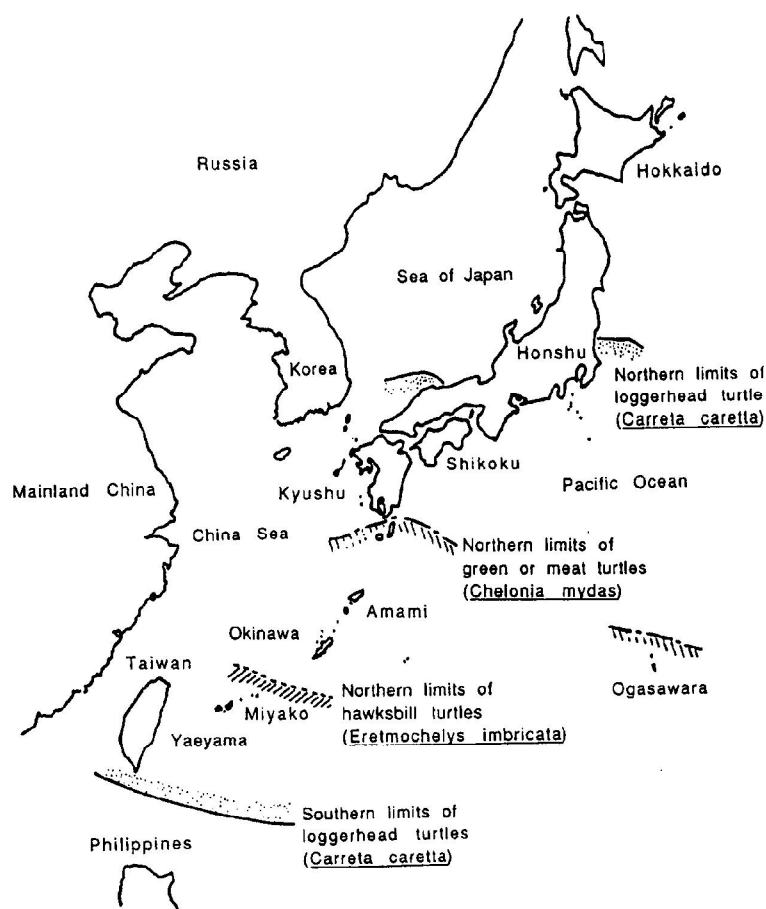 Russia
Hokkaido
Sea of Japan
Honshu
Korea
Northern limits of
loggerhead turtle
(Carreta caretta)
Shikoku
Mainland China
Kyushu
Pacific Ocean
China Sea
Northern limits of
green or meat turtles
(Chelonia mydas)
Amami
Okinawa
Taiwan
Ogasawara
Northern limits of
hawksbill turtles
(Eretmochelys imbricata)
Miyako
Yaeyama
Southern limits of
loggerhead turtles
(Carreta caretta)
Philippines